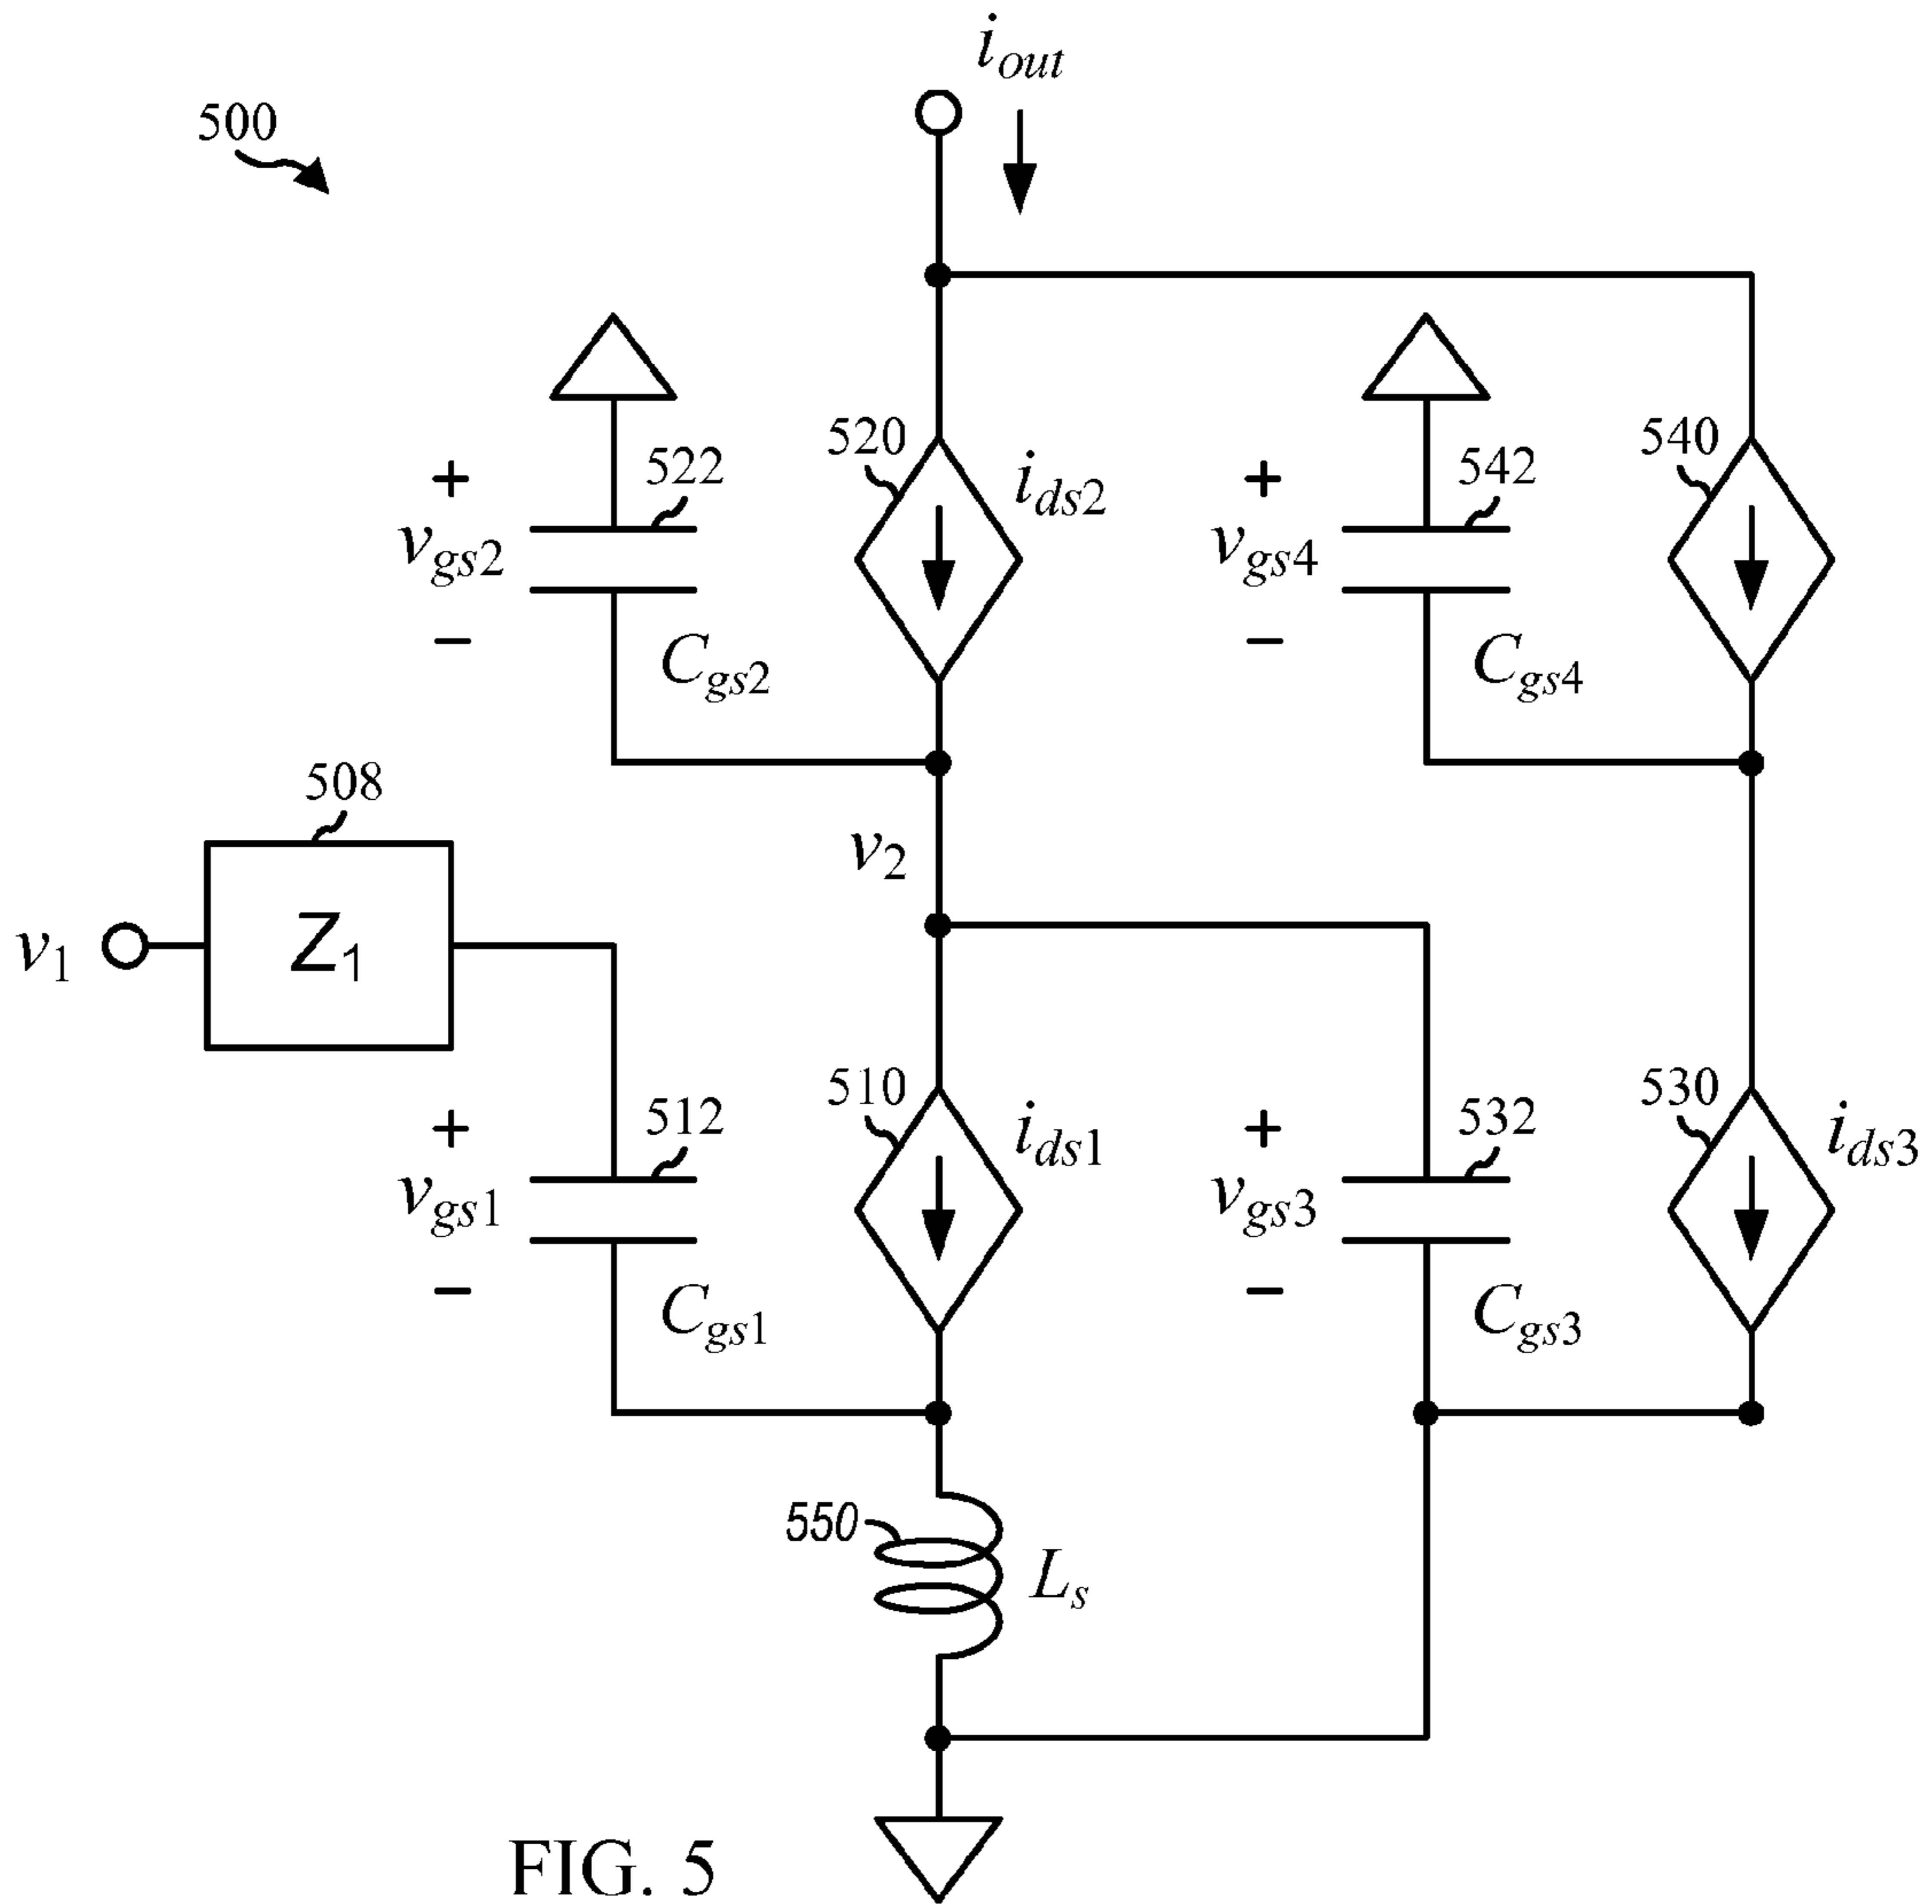 i_out
500
520
522
i_ds2
540
542
+
v_gs2
−
C_gs2
+
v_gs4
−
C_gs4
508
v_2
v_1
Z_1
510
512
i_ds1
530
532
i_ds3
+
v_gs1
−
C_gs1
+
v_gs3
−
C_gs3
550
L_s
FIG. 5